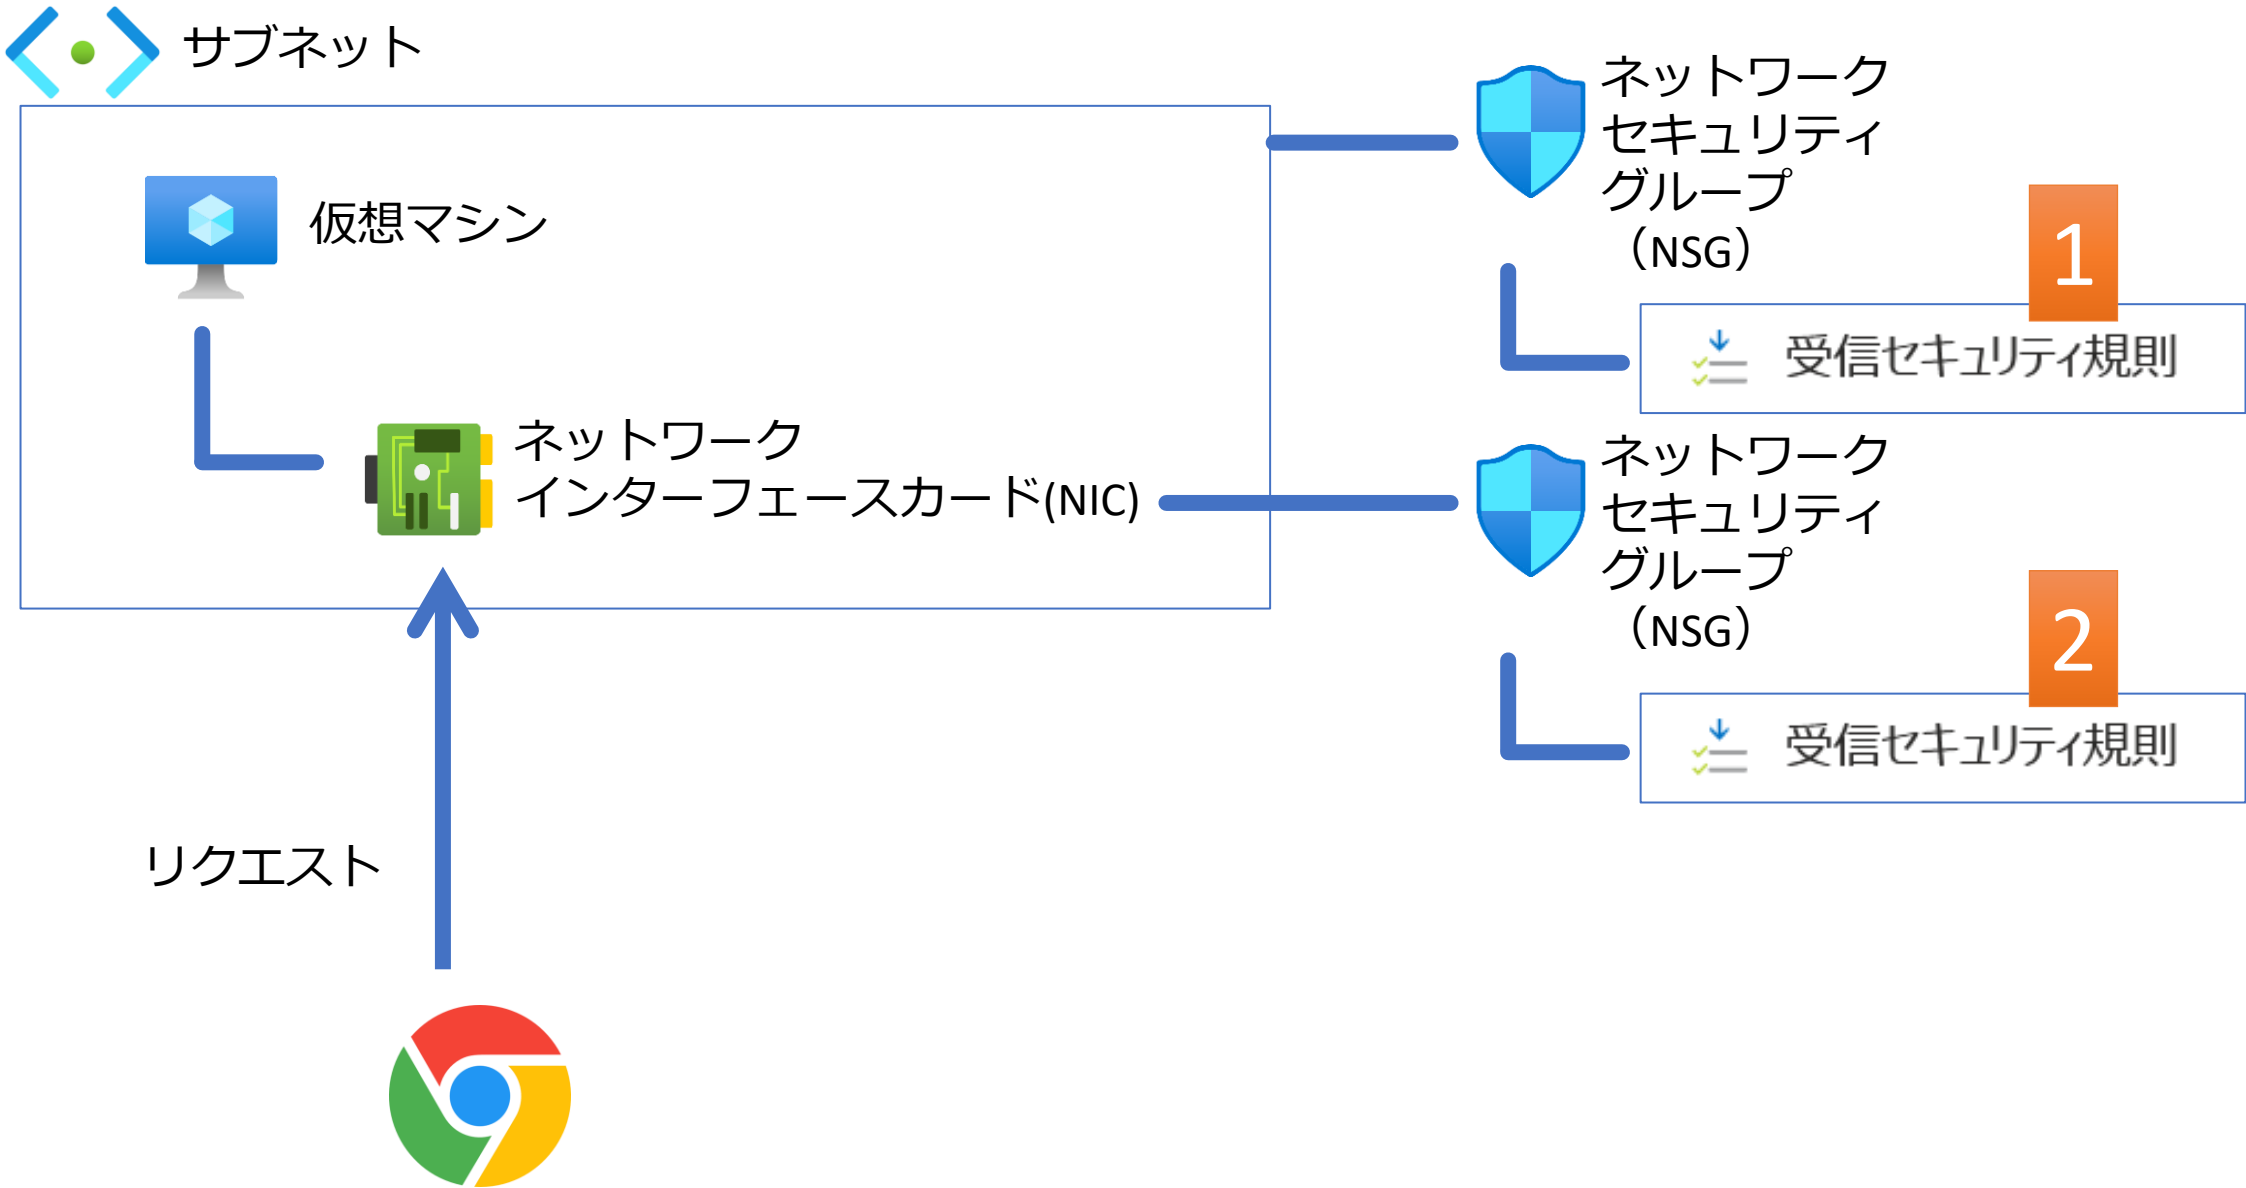 サブネット
仮想マシン
ネットワーク
インターフェースカード(NIC)
リクエスト
ネットワーク
セキュリティ
グループ
（NSG）
1
受信セキュリティ規則
ネットワーク
セキュリティ
グループ
（NSG）
2
受信セキュリティ規則